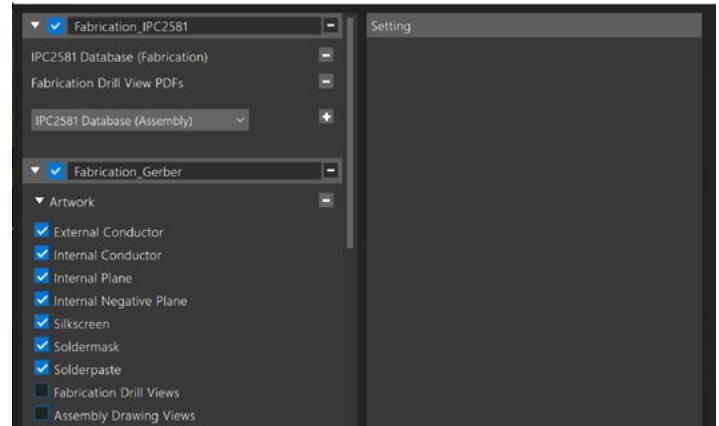 Fabrication_IPC2581
IPC2581 Database (Fabrication)
Fabrication Drill View PDFs
IPC2581 Database (Assembly)
Fabrication_Gerber
Artwork
External Conductor
Internal Conductor
Internal Plane
Internal Negative Plane
Silkscreen
Soldermask
Solderpaste
Fabrication Drill Views
Assembly Drawing Views
Setting